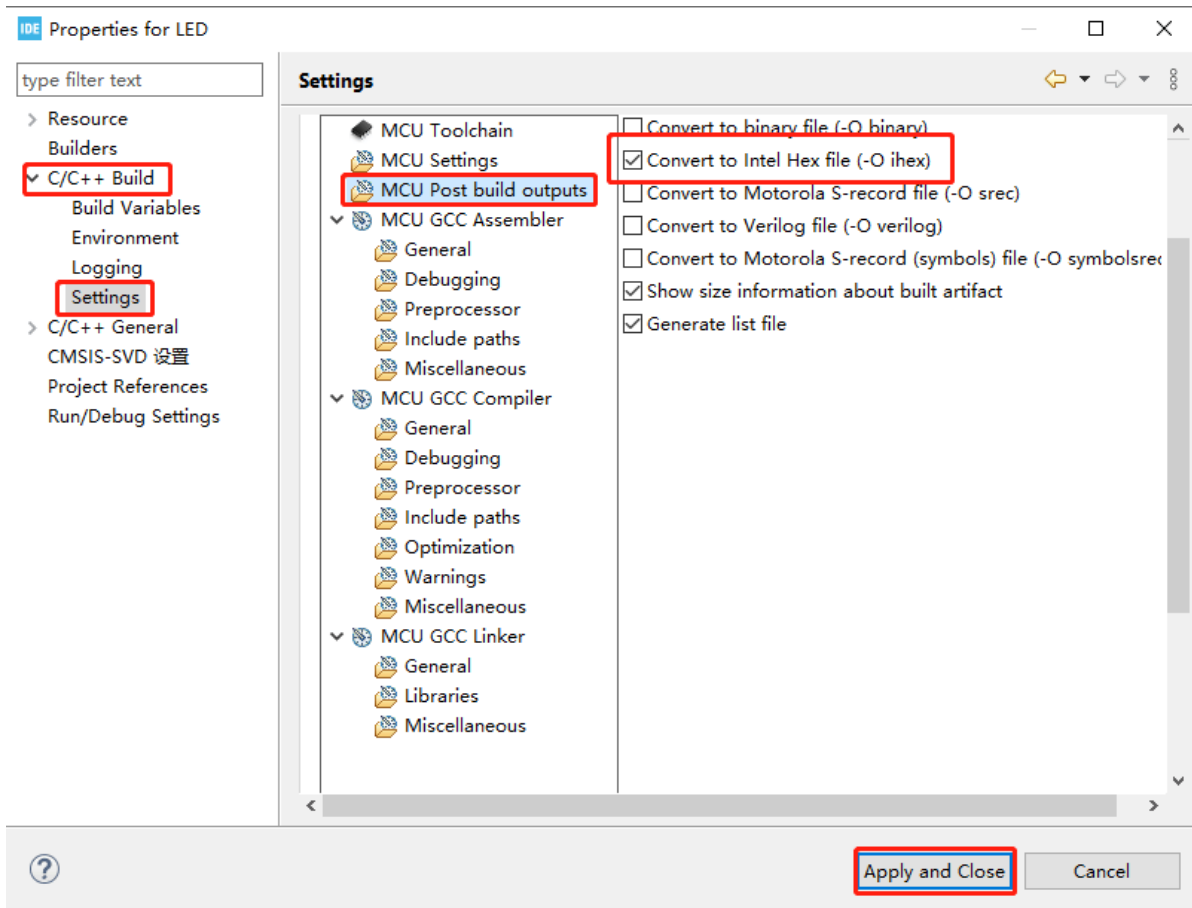 IDE Properties for LED
type filter text
Settings
Resource
Builders
C/C++ Build
Build Variables
Environment
Logging
Settings
C/C++ General
CMSIS-SVD 设置
Project References
Run/Debug Settings
MCU Toolchain
MCU Settings
MCU Post build outputs
MCU GCC Assembler
General
Debugging
Preprocessor
Include paths
Miscellaneous
MCU GCC Compiler
General
Debugging
Preprocessor
Include paths
Optimization
Warnings
Miscellaneous
MCU GCC Linker
General
Libraries
Miscellaneous
Convert to binary file (-O binary)
Convert to Intel Hex file (-O ihex)
Convert to Motorola S-record file (-O srec)
Convert to Verilog file (-O verilog)
Convert to Motorola S-record (symbols) file (-O symbolsrec
Show size information about built artifact
Generate list file
Apply and Close
Cancel